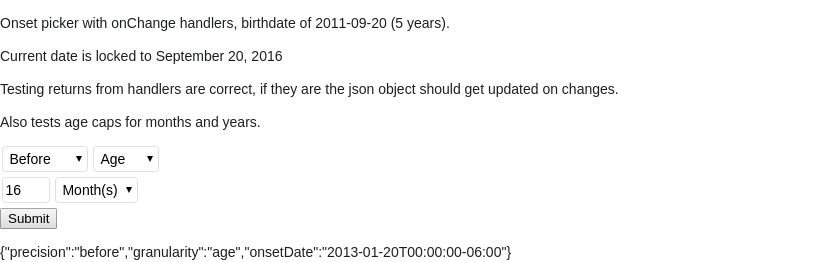 Onset picker with onChange handlers, birthdate of 2011-09-20 (5 years).
Current date is locked to September 20, 2016
Testing returns from handlers are correct, if they are the json object should get updated on changes.
Also tests age caps for months and years.
Before Age
16 Month(s)
Submit
{"precision":"before","granularity":"age","onsetDate":"2013-01-20T00:00:00-06:00"}